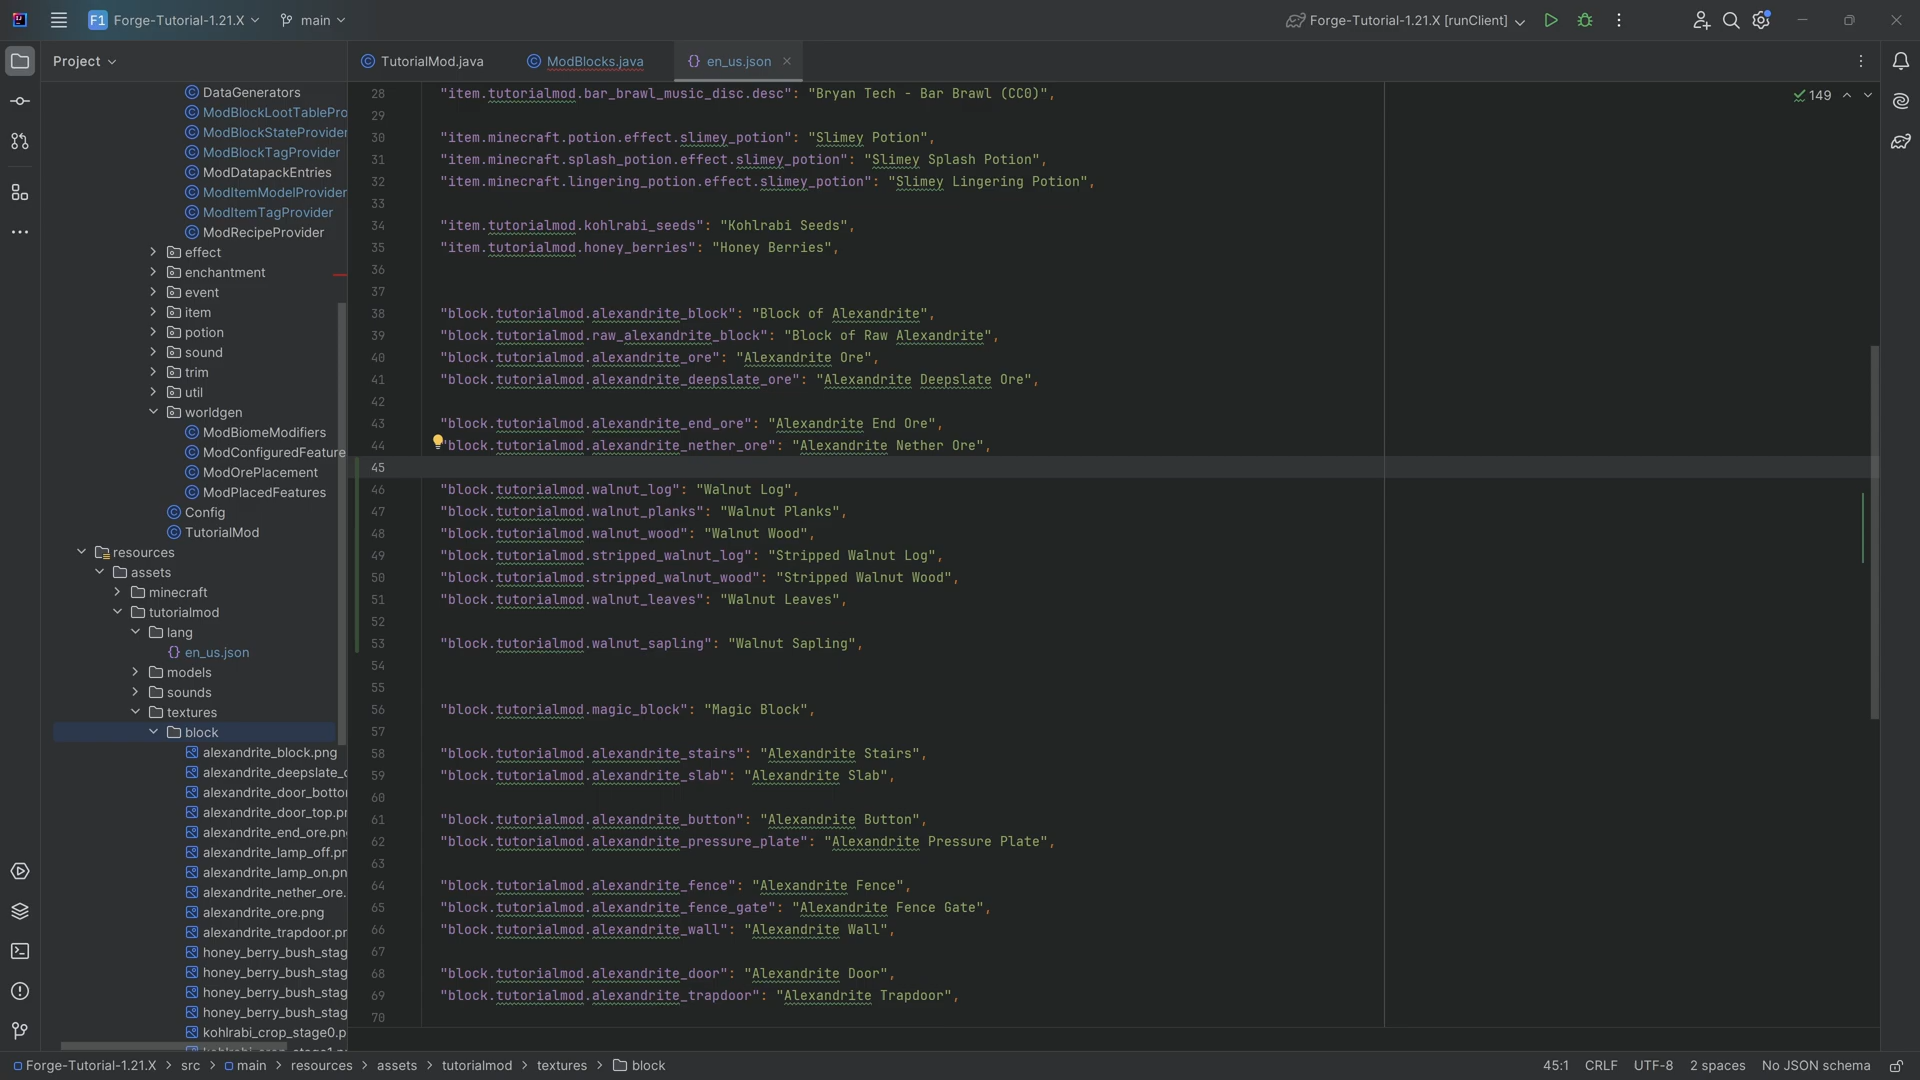 F1 Forge-Tutorial-1.21.X main
Forge-Tutorial-1.21.X [runClient]
Project
TutorialMod.java ModBlocks.java {} en_us.json
DataGenerators
ModBlockLootTablePro
ModBlockStateProvider
ModBlockTagProvider
ModDatapackEntries
ModItemModelProvider
ModItemTagProvider
ModRecipeProvider
effect
enchantment
event
item
potion
sound
trim
util
worldgen
ModBiomeModifiers
ModConfiguredFeature
ModOrePlacement
ModPlacedFeatures
Config
TutorialMod
resources
assets
minecraft
tutorialmod
lang
{} en_us.json
models
sounds
textures
block
alexandrite_block.png
alexandrite_deepslate_o
alexandrite_door_bottor
alexandrite_door_top.pr
alexandrite_end_ore.pn
alexandrite_lamp_off.pr
alexandrite_lamp_on.pn
alexandrite_nether_ore.
alexandrite_ore.png
alexandrite_trapdoor.pr
honey_berry_bush_stag
honey_berry_bush_stag
honey_berry_bush_stag
honey_berry_bush_stag
kohlrabi_crop_stage0.p
149
28 "item.tutorialmod.bar_brawl_music_disc.desc": "Bryan Tech - Bar Brawl (CC0)",
29
30 "item.minecraft.potion.effect.slimey_potion": "Slimey Potion",
31 "item.minecraft.splash_potion.effect.slimey_potion": "Slimey Splash Potion",
32 "item.minecraft.lingering_potion.effect.slimey_potion": "Slimey Lingering Potion",
33
34 "item.tutorialmod.kohlrabi_seeds": "Kohlrabi Seeds",
35 "item.tutorialmod.honey_berries": "Honey Berries",
36
37
38 "block.tutorialmod.alexandrite_block": "Block of Alexandrite",
39 "block.tutorialmod.raw_alexandrite_block": "Block of Raw Alexandrite",
40 "block.tutorialmod.alexandrite_ore": "Alexandrite Ore",
41 "block.tutorialmod.alexandrite_deepslate_ore": "Alexandrite Deepslate Ore",
42
43 "block.tutorialmod.alexandrite_end_ore": "Alexandrite End Ore",
44 "block.tutorialmod.alexandrite_nether_ore": "Alexandrite Nether Ore",
45
46 "block.tutorialmod.walnut_log": "Walnut Log",
47 "block.tutorialmod.walnut_planks": "Walnut Planks",
48 "block.tutorialmod.walnut_wood": "Walnut Wood",
49 "block.tutorialmod.stripped_walnut_log": "Stripped Walnut Log",
50 "block.tutorialmod.stripped_walnut_wood": "Stripped Walnut Wood",
51 "block.tutorialmod.walnut_leaves": "Walnut Leaves",
52
53 "block.tutorialmod.walnut_sapling": "Walnut Sapling",
54
55
56 "block.tutorialmod.magic_block": "Magic Block",
57
58 "block.tutorialmod.alexandrite_stairs": "Alexandrite Stairs",
59 "block.tutorialmod.alexandrite_slab": "Alexandrite Slab",
60
61 "block.tutorialmod.alexandrite_button": "Alexandrite Button",
62 "block.tutorialmod.alexandrite_pressure_plate": "Alexandrite Pressure Plate",
63
64 "block.tutorialmod.alexandrite_fence": "Alexandrite Fence",
65 "block.tutorialmod.alexandrite_fence_gate": "Alexandrite Fence Gate",
66 "block.tutorialmod.alexandrite_wall": "Alexandrite Wall",
67
68 "block.tutorialmod.alexandrite_door": "Alexandrite Door",
69 "block.tutorialmod.alexandrite_trapdoor": "Alexandrite Trapdoor",
70
Forge-Tutorial-1.21.X > src > main > resources > assets > tutorialmod > textures > block
45:1 CRLF UTF-8 2 spaces No JSON schema